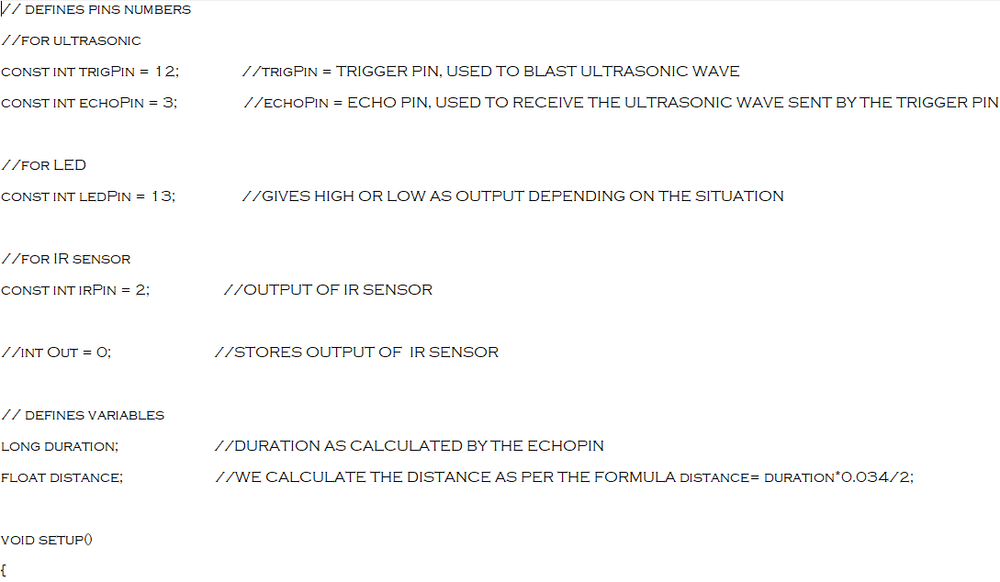 // defines pins numbers
//for ultrasonic
const int trigPin = 12; //trigPin = TRIGGER PIN, USED TO BLAST ULTRASONIC WAVE
const int echoPin = 3; //echoPin = ECHO PIN, USED TO RECEIVE THE ULTRASONIC WAVE SENT BY THE TRIGGER PIN
//for LED
const int ledPin = 13; //GIVES HIGH OR LOW AS OUTPUT DEPENDING ON THE SITUATION
//for IR sensor
const int irPin = 2; //OUTPUT OF IR SENSOR
//int Out = 0; //STORES OUTPUT OF IR SENSOR
// defines variables
long duration; //DURATION AS CALCULATED BY THE ECHOPIN
float distance; //WE CALCULATE THE DISTANCE AS PER THE FORMULA distance= duration*0.034/2;
void setup()
{